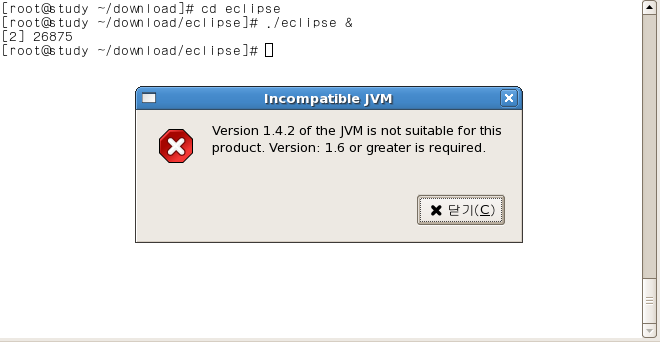 [root@study ~/download]# cd eclipse
[root@study ~/download/eclipse]# ./eclipse &
[2] 26875
[root@study ~/download/eclipse]#
Incompatible JVM
Version 1.4.2 of the JVM is not suitable for this
product. Version: 1.6 or greater is required.
닫기(C)